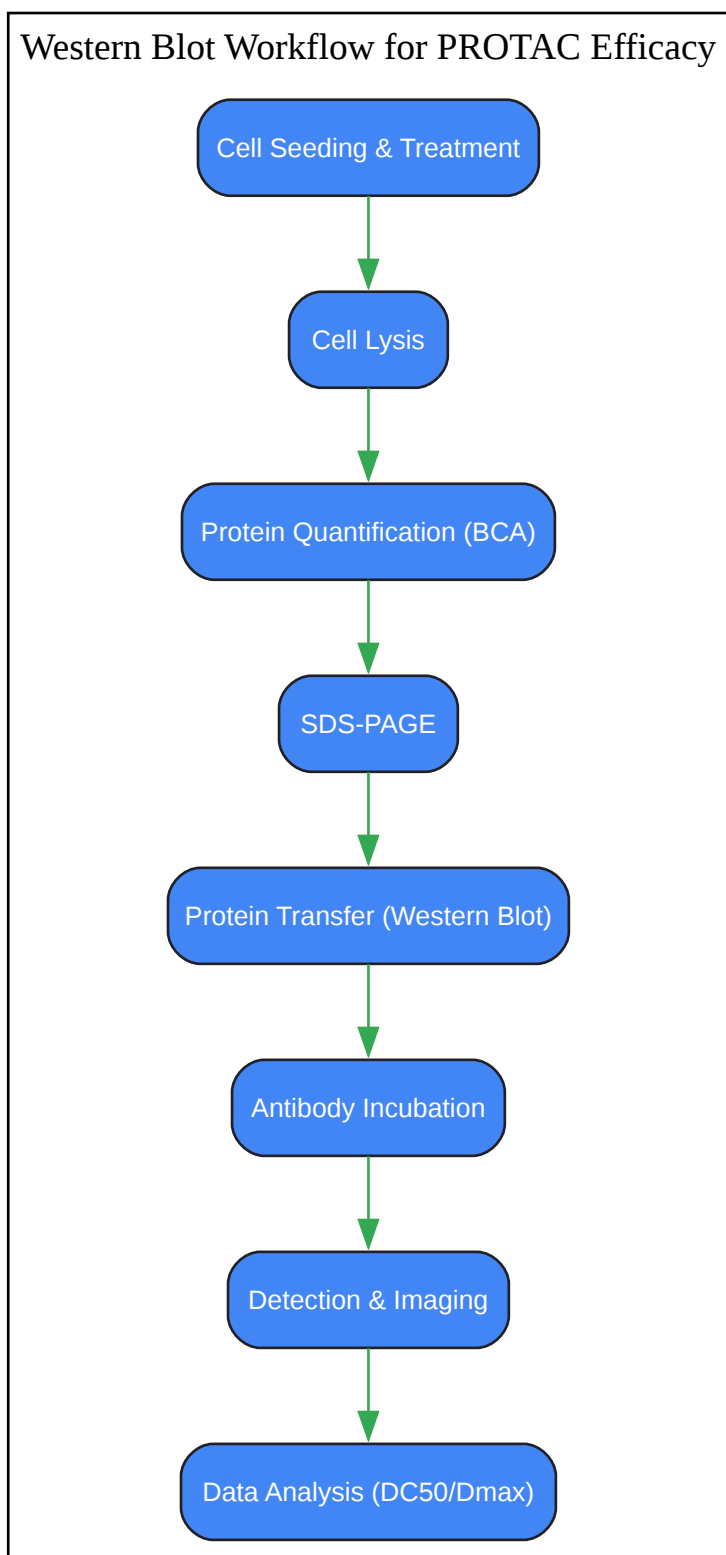 Western Blot Workflow for PROTAC Efficacy
Cell Seeding & Treatment
Cell Lysis
Protein Quantification (BCA)
SDS-PAGE
Protein Transfer (Western Blot)
Antibody Incubation
Detection & Imaging
Data Analysis (DC50/Dmax)